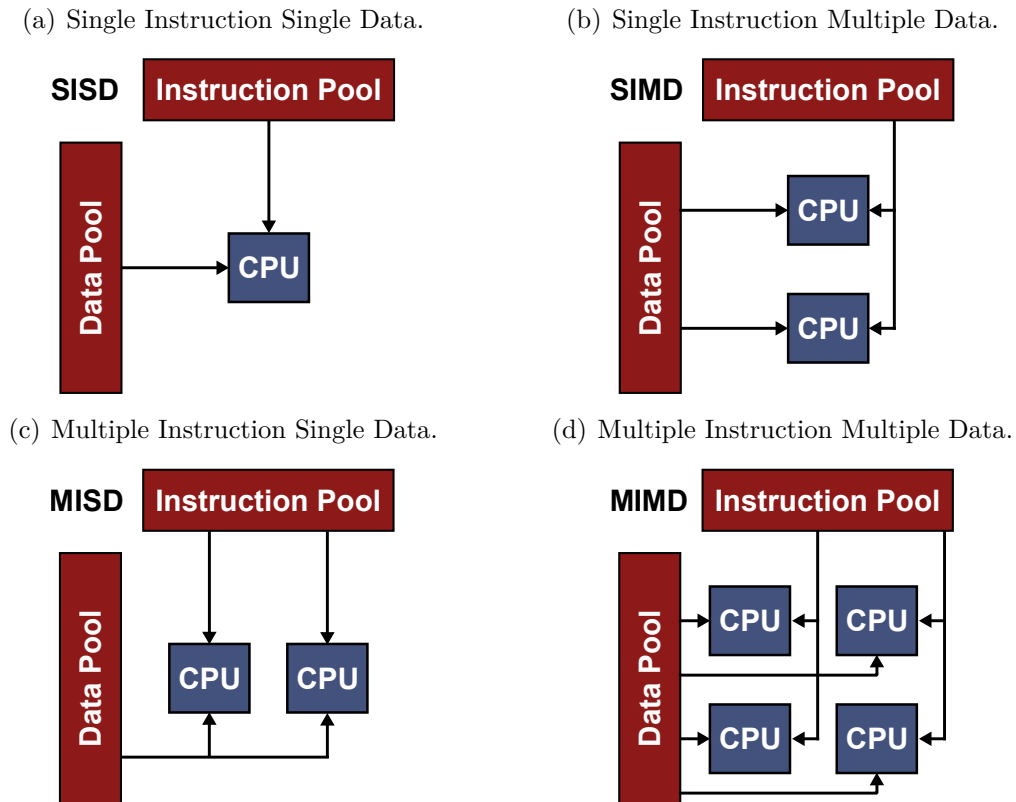 (a) Single Instruction Single Data.
SISD
Instruction Pool
Data Pool
CPU
(b) Single Instruction Multiple Data.
SIMD
Instruction Pool
Data Pool
CPU
CPU
(c) Multiple Instruction Single Data.
MISD
Instruction Pool
Data Pool
CPU
CPU
(d) Multiple Instruction Multiple Data.
MIMD
Instruction Pool
Data Pool
CPU
CPU
CPU
CPU